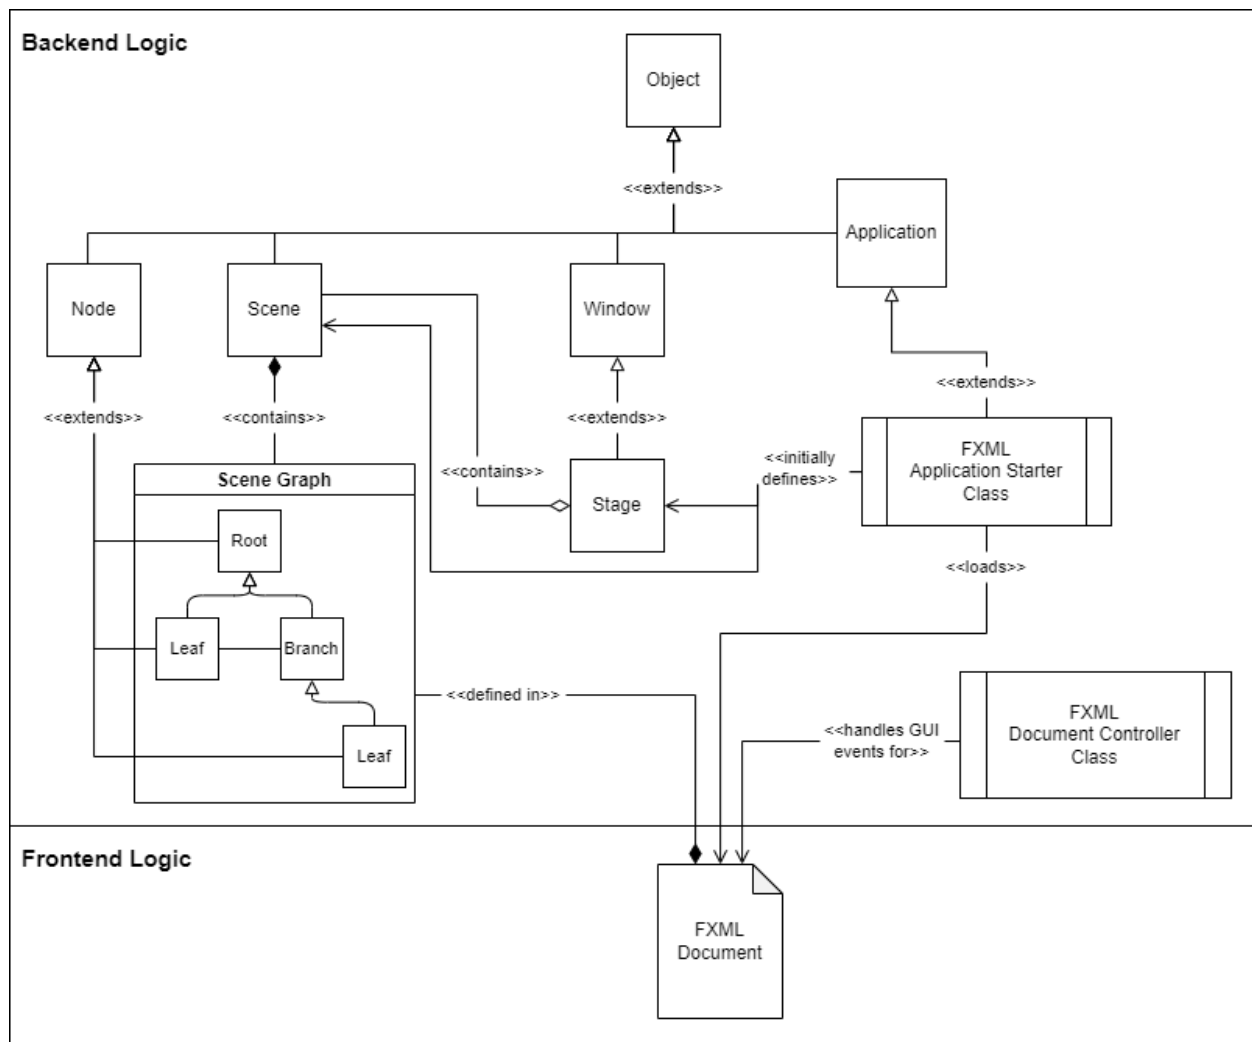 Backend Logic
Object
<<extends>>
Application
Node
Scene
Window
<<extends>>
<<extends>>
<<contains>>
<<extends>>
FXML
Application Starter
Class
<<initially
defines>>
<<contains>>
Scene Graph
Stage
Root
<<loads>>
Leaf
Branch
<<defined in>>
FXML
Document Controller
Class
<<handles GUI
events for>>
Leaf
Frontend Logic
FXML
Document